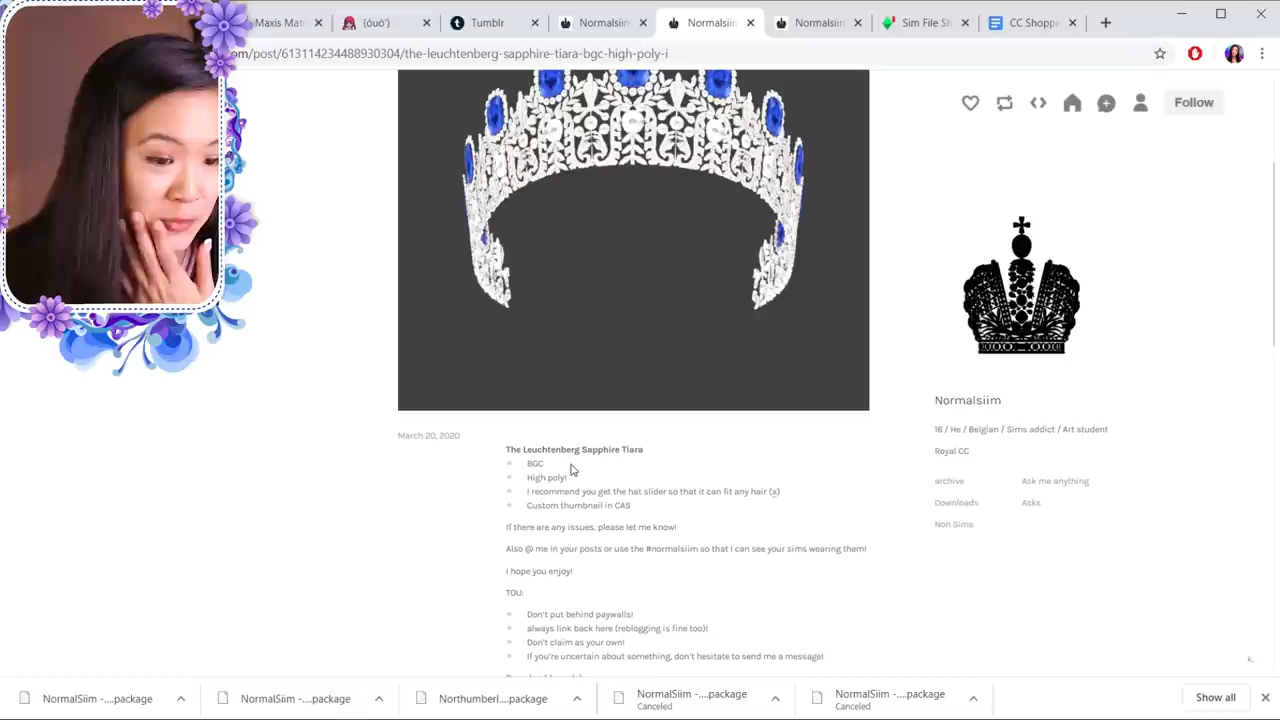 Maxis Mat
(óuò)
Tumblr
Normalsiim
Normalsiim
Normalsiim
Sim File Sh
CC Shoppi
om/post/613114234488930304/the-leuchtenberg-sapphire-tiara-bgc-high-poly-i
Follow
Normalsiim
16 / He / Belgian / Sims addict / Art student
Royal CC
archive
Ask me anything
Downloads
Asks
Non Sims
March 20, 2020
The Leuchtenberg Sapphire Tiara
BGC
High poly!
I recommend you get the hat slider so that it can fit any hair (x)
Custom thumbnail in CAS
If there are any issues, please let me know!
Also @ me in your posts or use the #normalsiim so that I can see your sims wearing them!
I hope you enjoy!
TOU:
Don't put behind paywalls!
always link back here (reblogging is fine too)!
Don't claim as your own!
If you're uncertain about something, don't hesitate to send me a message!
k.
NormalSiim -....package
NormalSiim -....package
Northumberl....package
NormalSiim -....package
Canceled
NormalSiim -....package
Canceled
Show all